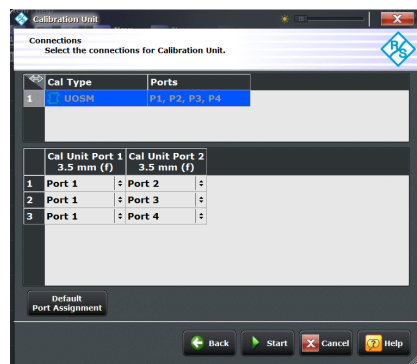 Calibration Unit
Connections
Select the connections for Calibration Unit.
Cal Type Ports
1 UOSM P1, P2, P3, P4
Cal Unit Port 1 Cal Unit Port 2
3.5 mm (f) 3.5 mm (f)
1 Port 1 Port 2
2 Port 1 Port 3
3 Port 1 Port 4
Default
Port Assignment
Back Start X Cancel ? Help